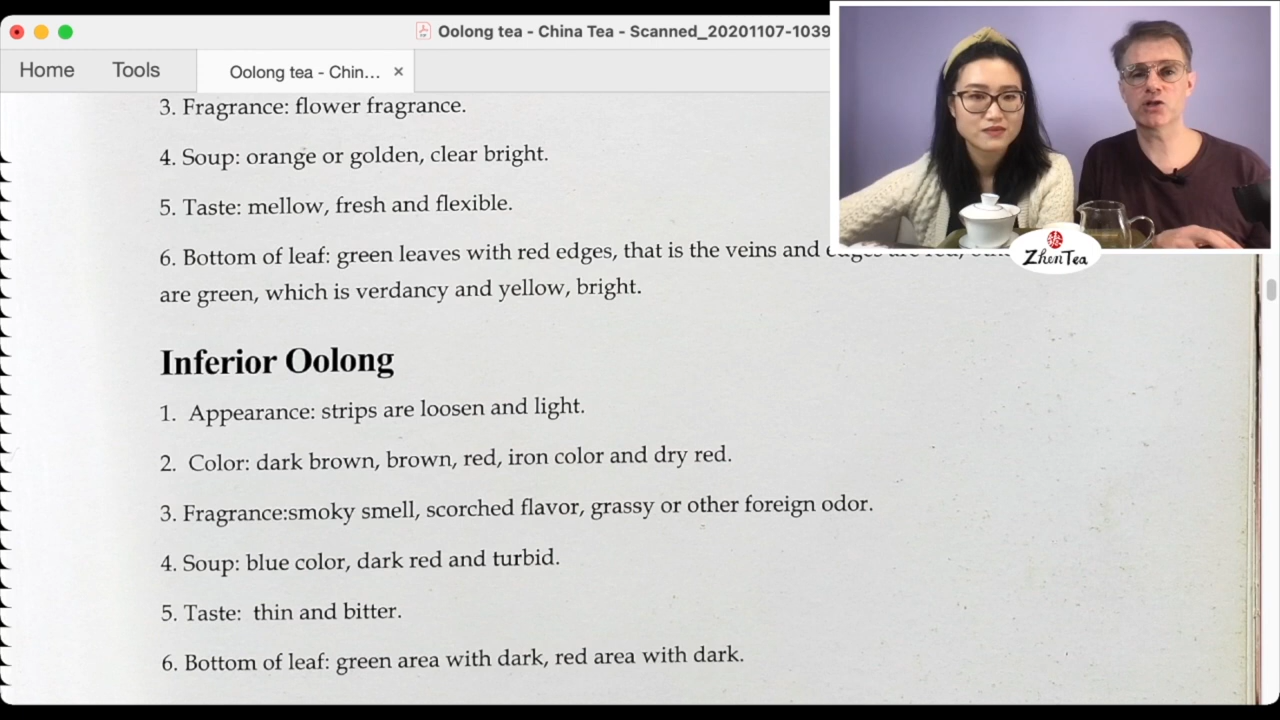 Oolong tea - China Tea - Scanned_20201107-1039
Home
Tools
Oolong tea - Chin...
3. Fragrance: flower fragrance.
4. Soup: orange or golden, clear bright.
5. Taste: mellow, fresh and flexible.
6. Bottom of leaf: green leaves with red edges, that is the veins and edges are red,
are green, which is verdancy and yellow, bright.
ZhenTea
Inferior Oolong
1. Appearance: strips are loosen and light.
2. Color: dark brown, brown, red, iron color and dry red.
3. Fragrance:smoky smell, scorched flavor, grassy or other foreign odor.
4. Soup: blue color, dark red and turbid.
5. Taste: thin and bitter.
6. Bottom of leaf: green area with dark, red area with dark.